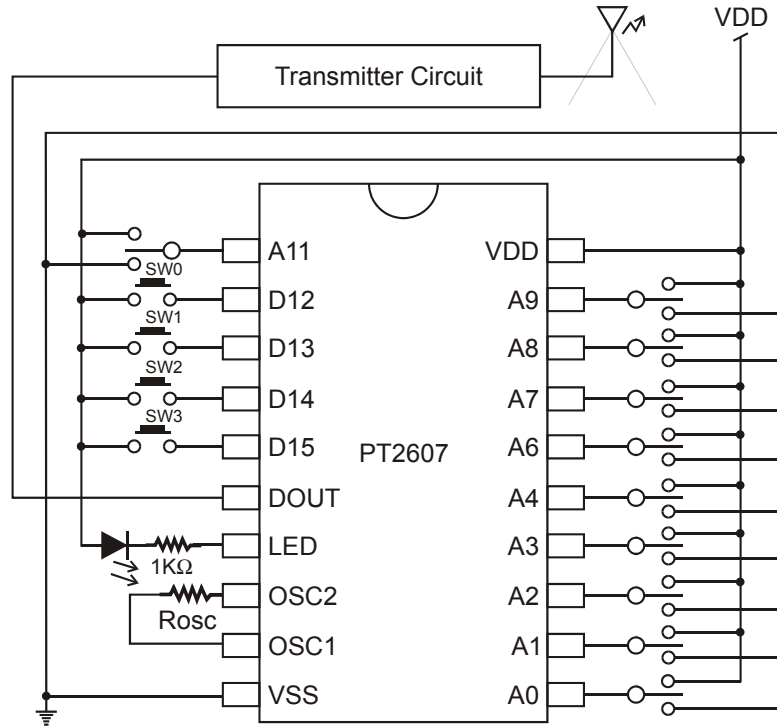 VDD
Transmitter Circuit
A11
VDD
SW0
D12
A9
SW1
D13
A8
SW2
D14
A7
SW3
D15
PT2607
A6
DOUT
A4
LED
A3
1KΩ
OSC2
A2
Rosc
OSC1
A1
VSS
A0